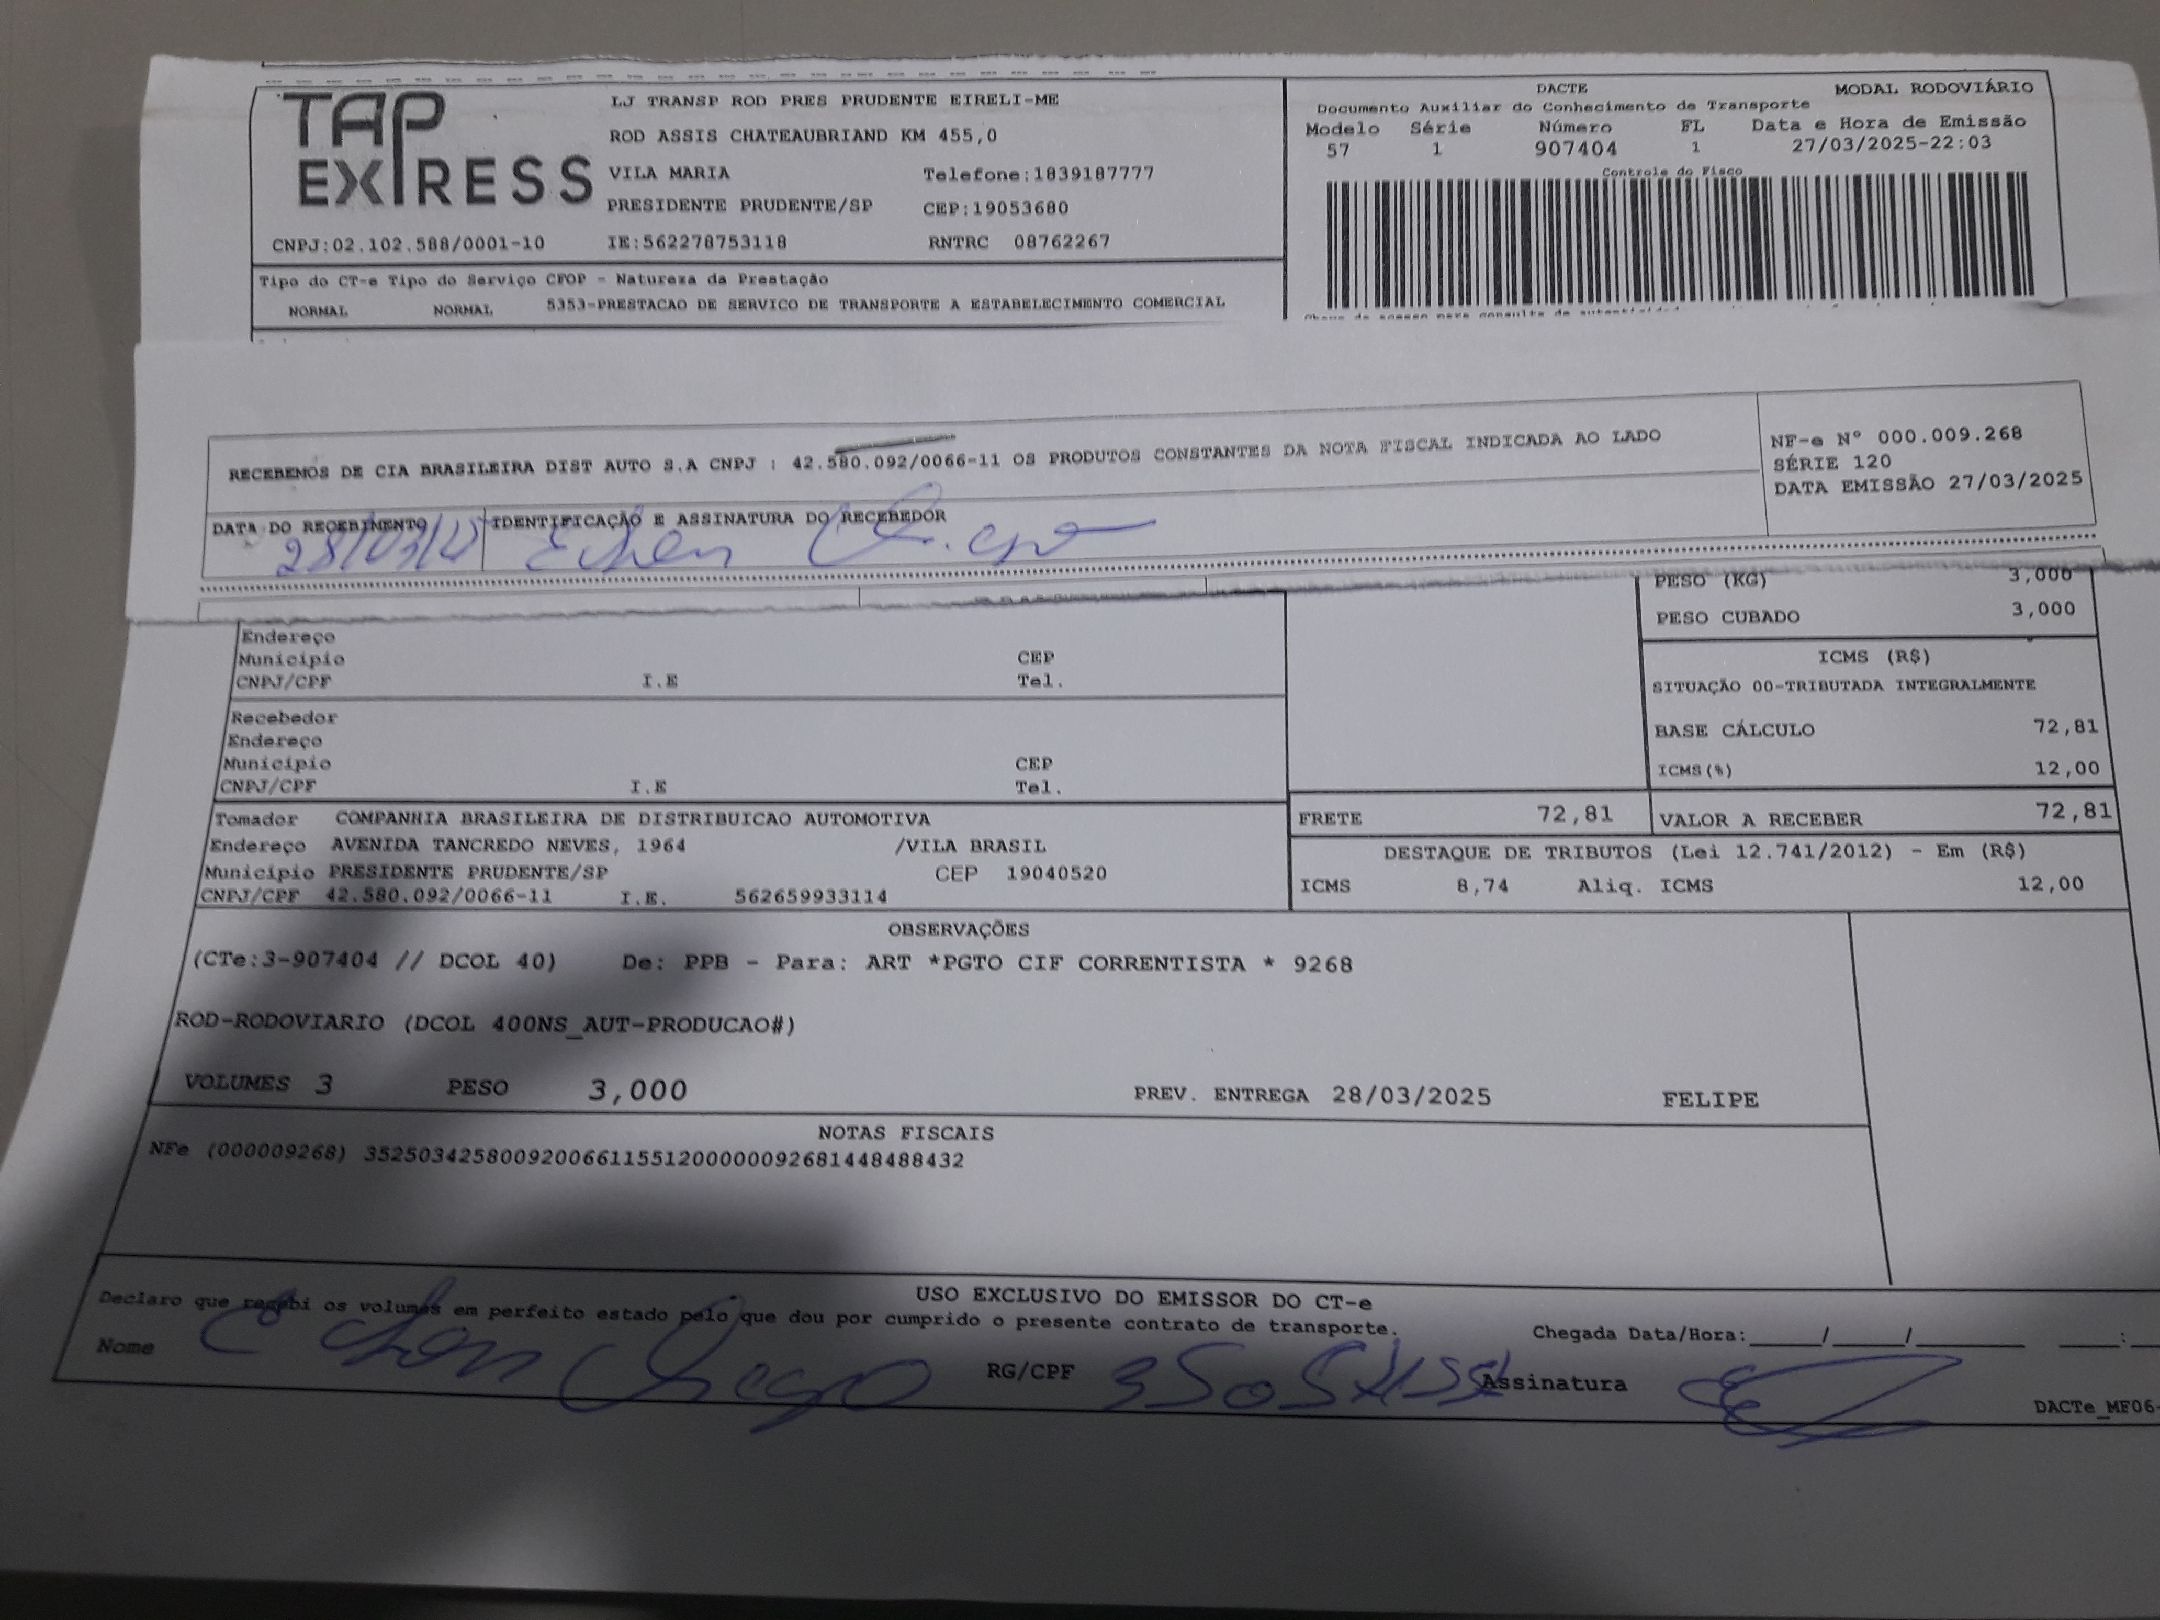 TAP EXPRESS
LJ TRANSP ROD PRES PRUDENTE EIRELI-ME
ROD ASSIS CHATEAUBRIAND KM 455,0
VILA MARIA Telefone:1839187777
PRESIDENTE PRUDENTE/SP CEP:19053680
CNPJ:02.102.588/0001-10 IE:562278753118 RNTRC 08762267
DACTE MODAL RODOVIÁRIO
Documento Auxiliar do Conhecimento de Transporte
Modelo Série Número FL Data e Hora de Emissão
57 1 907404 1 27/03/2025-22:03
Controle do Fisco
Tipo do CT-e Tipo do Serviço CFOP - Natureza da Prestação
NORMAL NORMAL 5353-PRESTACAO DE SERVICO DE TRANSPORTE A ESTABELECIMENTO COMERCIAL
RECEBEMOS DE CIA BRASILEIRA DIST AUTO S.A CNPJ : 42.580.092/0066-11 OS PRODUTOS CONSTANTES DA NOTA FISCAL INDICADA AO LADO
NF-e Nº 000.009.268
SÉRIE 120
DATA EMISSÃO 27/03/2025
DATA DO RECEBIMENTO IDENTIFICAÇÃO E ASSINATURA DO RECEBEDOR
28/03/25
PESO (KG) 3,000
PESO CUBADO 3,000
Endereço
Município CEP
CNPJ/CPF I.E Tel.
Recebedor
Endereço
Município CEP
CNPJ/CPF I.E Tel.
ICMS (R$)
SITUAÇÃO 00-TRIBUTADA INTEGRALMENTE
BASE CÁLCULO 72,81
ICMS(%) 12,00
FRETE 72,81 VALOR A RECEBER 72,81
Tomador COMPANHIA BRASILEIRA DE DISTRIBUICAO AUTOMOTIVA
Endereço AVENIDA TANCREDO NEVES, 1964 /VILA BRASIL
Município PRESIDENTE PRUDENTE/SP CEP 19040520
CNPJ/CPF 42.580.092/0066-11 I.E. 562659933114
DESTAQUE DE TRIBUTOS (Lei 12.741/2012) - Em (R$)
ICMS 8,74 Aliq. ICMS 12,00
OBSERVAÇÕES
(CTe:3-907404 // DCOL 40) De: PPB - Para: ART *PGTO CIF CORRENTISTA * 9268
ROD-RODOVIARIO (DCOL 400NS_AUT-PRODUCAO#)
VOLUMES 3 PESO 3,000 PREV. ENTREGA 28/03/2025 FELIPE
NOTAS FISCAIS
NFe (000009268) 35250342580092006611551200000092681448488432
USO EXCLUSIVO DO EMISSOR DO CT-e
Declaro que recebi os volumes em perfeito estado pelo que dou por cumprido o presente contrato de transporte.
Chegada Data/Hora:____/____/______ ____:
Nome RG/CPF Assinatura
DACTe_MF06-